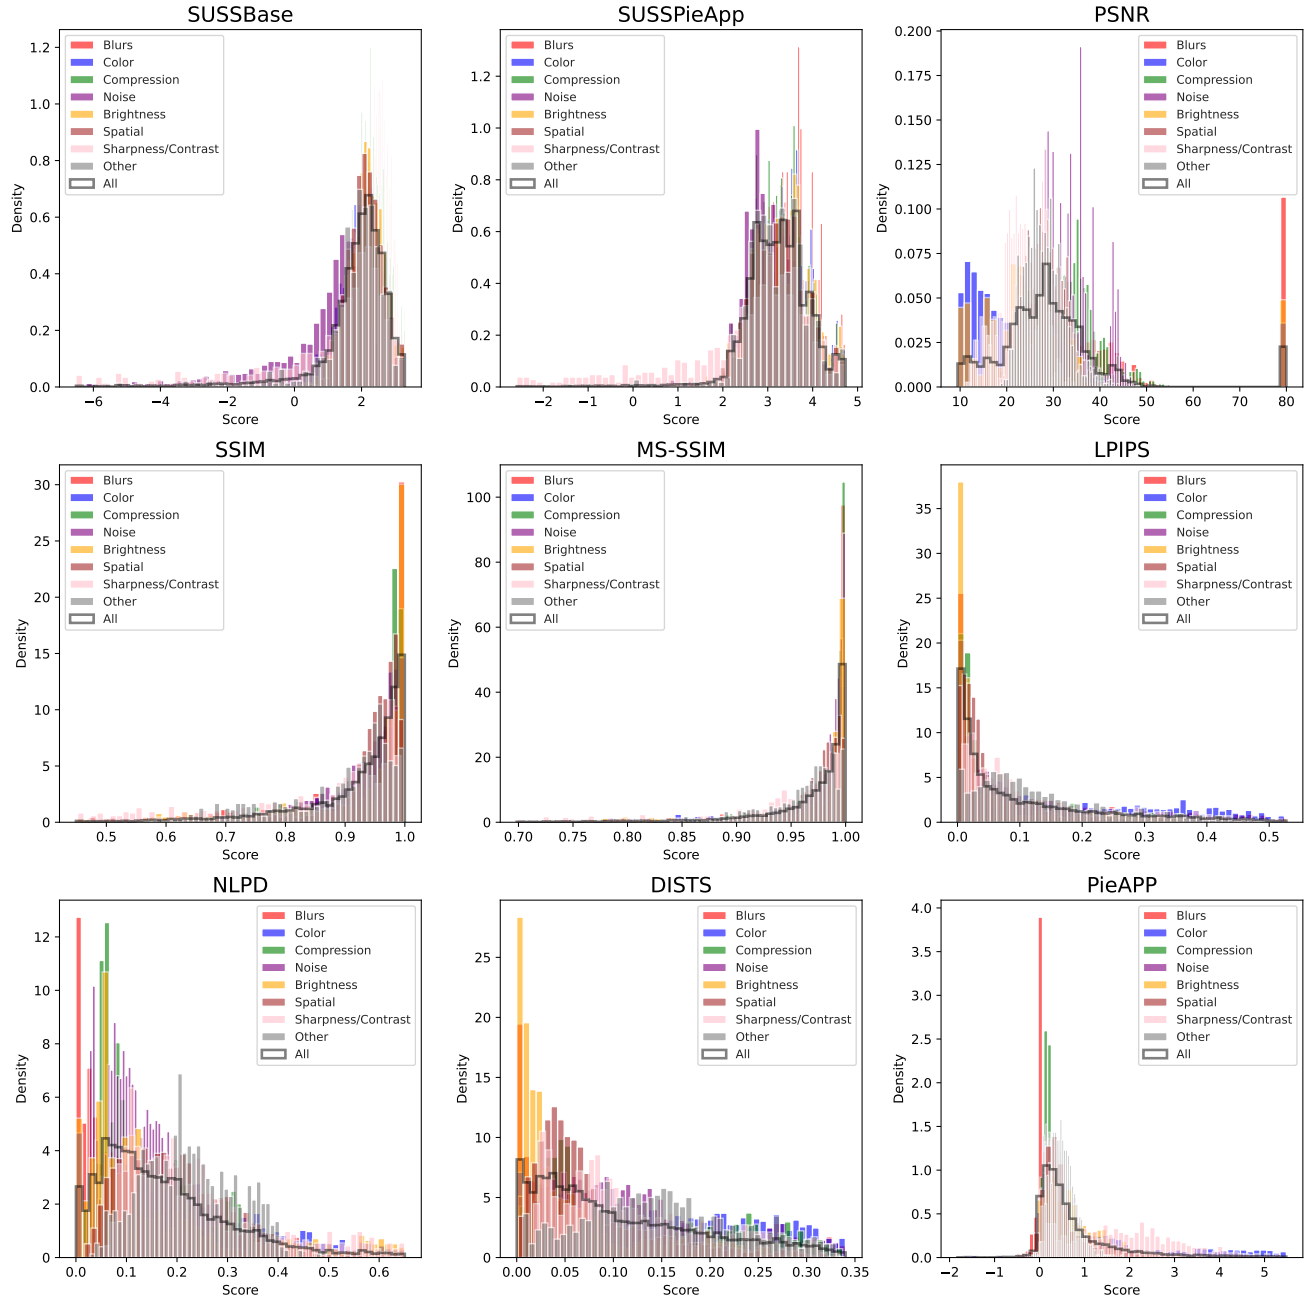 SUSSBase
Density
1.2
1.0
0.8
0.6
0.4
0.2
0.0
Blurs
Color
Compression
Noise
Brightness
Spatial
Sharpness/Contrast
Other
All
−6 −4 −2 0 2
Score
SUSSPieApp
Density
1.2
1.0
0.8
0.6
0.4
0.2
0.0
Blurs
Color
Compression
Noise
Brightness
Spatial
Sharpness/Contrast
Other
All
−2 −1 0 1 2 3 4 5
Score
PSNR
Density
0.200
0.175
0.150
0.125
0.100
0.075
0.050
0.025
0.000
Blurs
Color
Compression
Noise
Brightness
Spatial
Sharpness/Contrast
Other
All
10 20 30 40 50 60 70 80
Score
SSIM
Density
30
25
20
15
10
5
0
Blurs
Color
Compression
Noise
Brightness
Spatial
Sharpness/Contrast
Other
All
0.5 0.6 0.7 0.8 0.9 1.0
Score
MS-SSIM
Density
100
80
60
40
20
0
Blurs
Color
Compression
Noise
Brightness
Spatial
Sharpness/Contrast
Other
All
0.70 0.75 0.80 0.85 0.90 0.95 1.00
Score
LPIPS
Density
35
30
25
20
15
10
5
0
Blurs
Color
Compression
Noise
Brightness
Spatial
Sharpness/Contrast
Other
All
0.0 0.1 0.2 0.3 0.4 0.5
Score
NLPD
Density
12
10
8
6
4
2
0
Blurs
Color
Compression
Noise
Brightness
Spatial
Sharpness/Contrast
Other
All
0.0 0.1 0.2 0.3 0.4 0.5 0.6
Score
DISTS
Density
25
20
15
10
5
0
Blurs
Color
Compression
Noise
Brightness
Spatial
Sharpness/Contrast
Other
All
0.00 0.05 0.10 0.15 0.20 0.25 0.30 0.35
Score
PieAPP
Density
4.0
3.5
3.0
2.5
2.0
1.5
1.0
0.5
0.0
Blurs
Color
Compression
Noise
Brightness
Spatial
Sharpness/Contrast
Other
All
−2 −1 0 1 2 3 4 5
Score